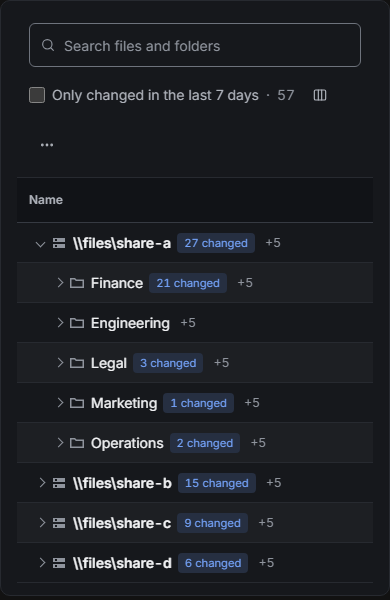 Search files and folders
Only changed in the last 7 days · 57
...
Name
\\files\share-a 27 changed +5
Finance 21 changed +5
Engineering +5
Legal 3 changed +5
Marketing 1 changed +5
Operations 2 changed +5
\\files\share-b 15 changed +5
\\files\share-c 9 changed +5
\\files\share-d 6 changed +5